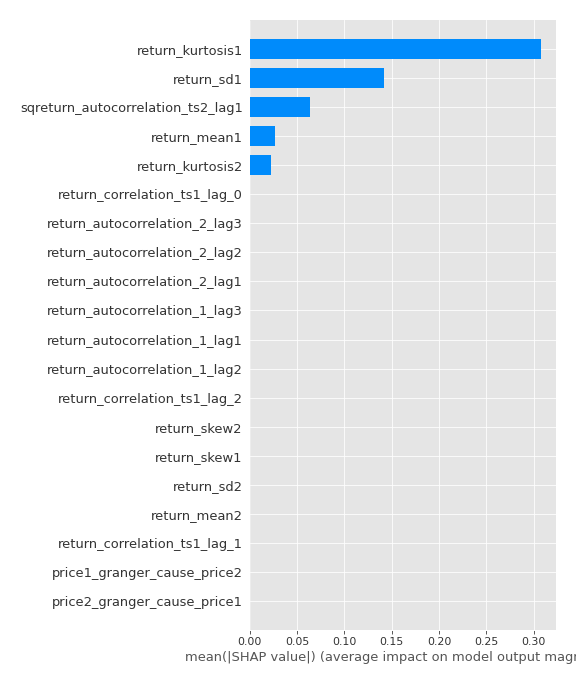 return_kurtosis1
return_sd1
sqreturn_autocorrelation_ts2_lag1
return_mean1
return_kurtosis2
return_correlation_ts1_lag_0
return_autocorrelation_2_lag3
return_autocorrelation_2_lag2
return_autocorrelation_2_lag1
return_autocorrelation_1_lag3
return_autocorrelation_1_lag1
return_autocorrelation_1_lag2
return_correlation_ts1_lag_2
return_skew2
return_skew1
return_sd2
return_mean2
return_correlation_ts1_lag_1
price1_granger_cause_price2
price2_granger_cause_price1
0.00 0.05 0.10 0.15 0.20 0.25 0.30
mean(|SHAP value|) (average impact on model output magn